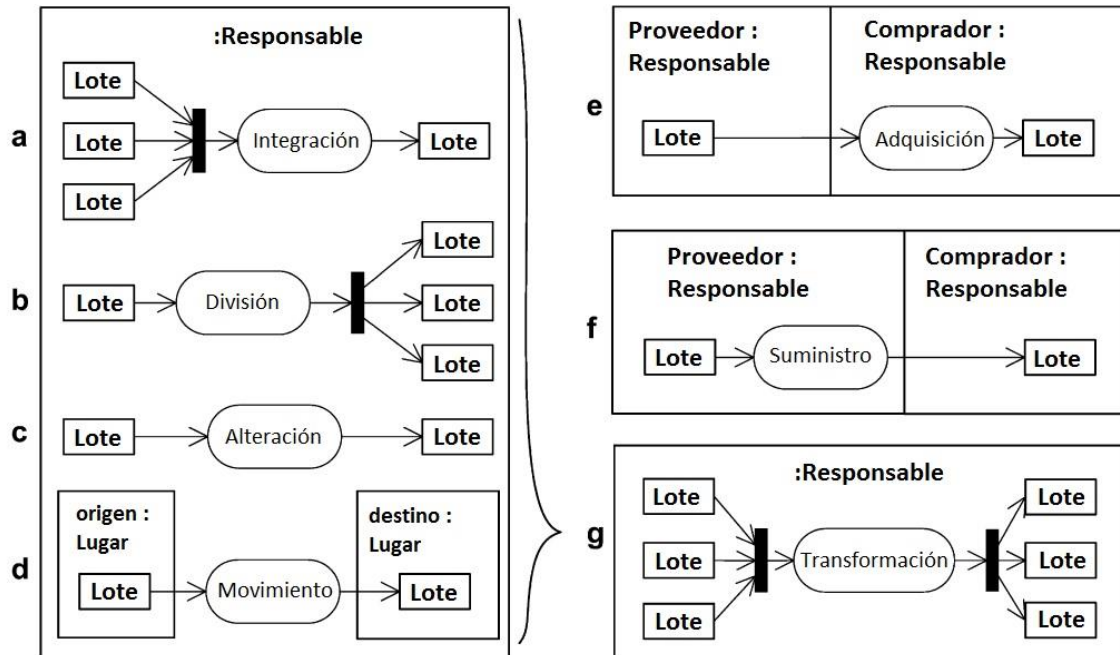 :Responsable
a
Lote
Lote
Lote
Integración
Lote
b
Lote
División
Lote
Lote
Lote
c
Lote
Alteración
Lote
d
origen :
Lugar
Lote
Movimiento
destino :
Lugar
Lote
e
Proveedor :
Responsable
Comprador :
Responsable
Lote
Adquisición
Lote
f
Proveedor :
Responsable
Comprador :
Responsable
Lote
Suministro
Lote
g
:Responsable
Lote
Lote
Lote
Transformación
Lote
Lote
Lote